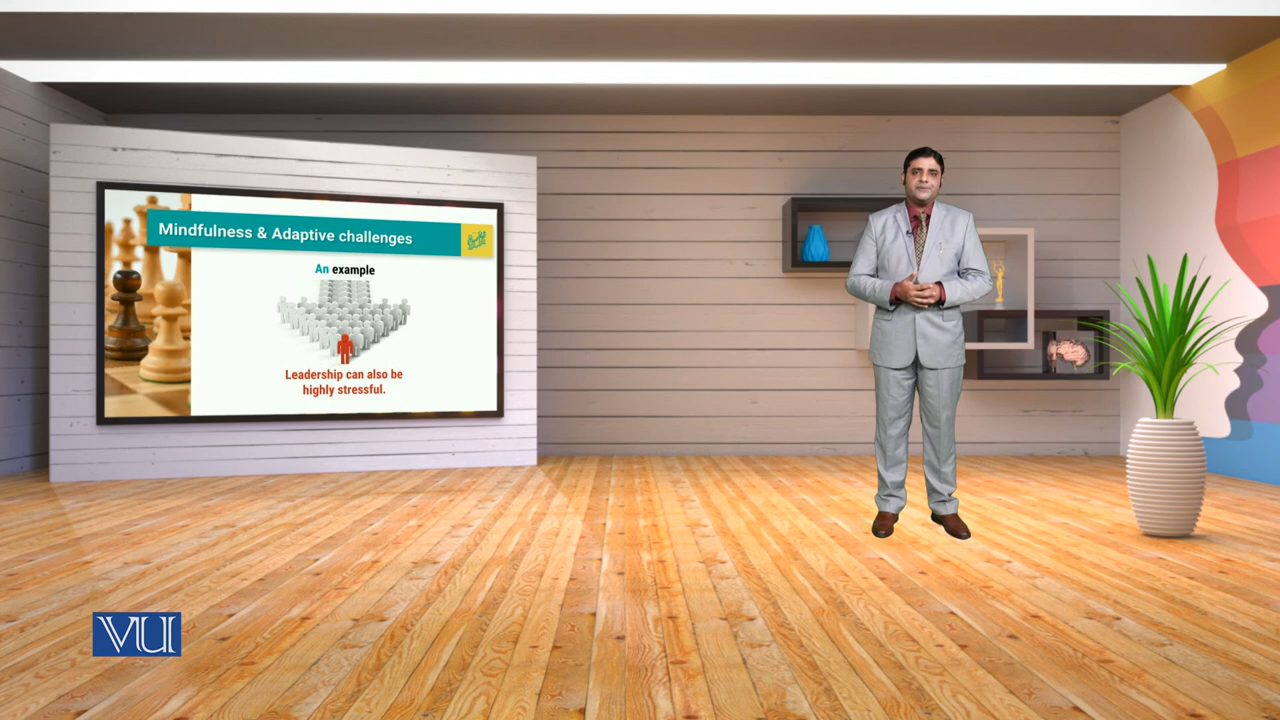 Mindfulness & Adaptive challenges
An example
Leadership can also be
highly stressful.
VU